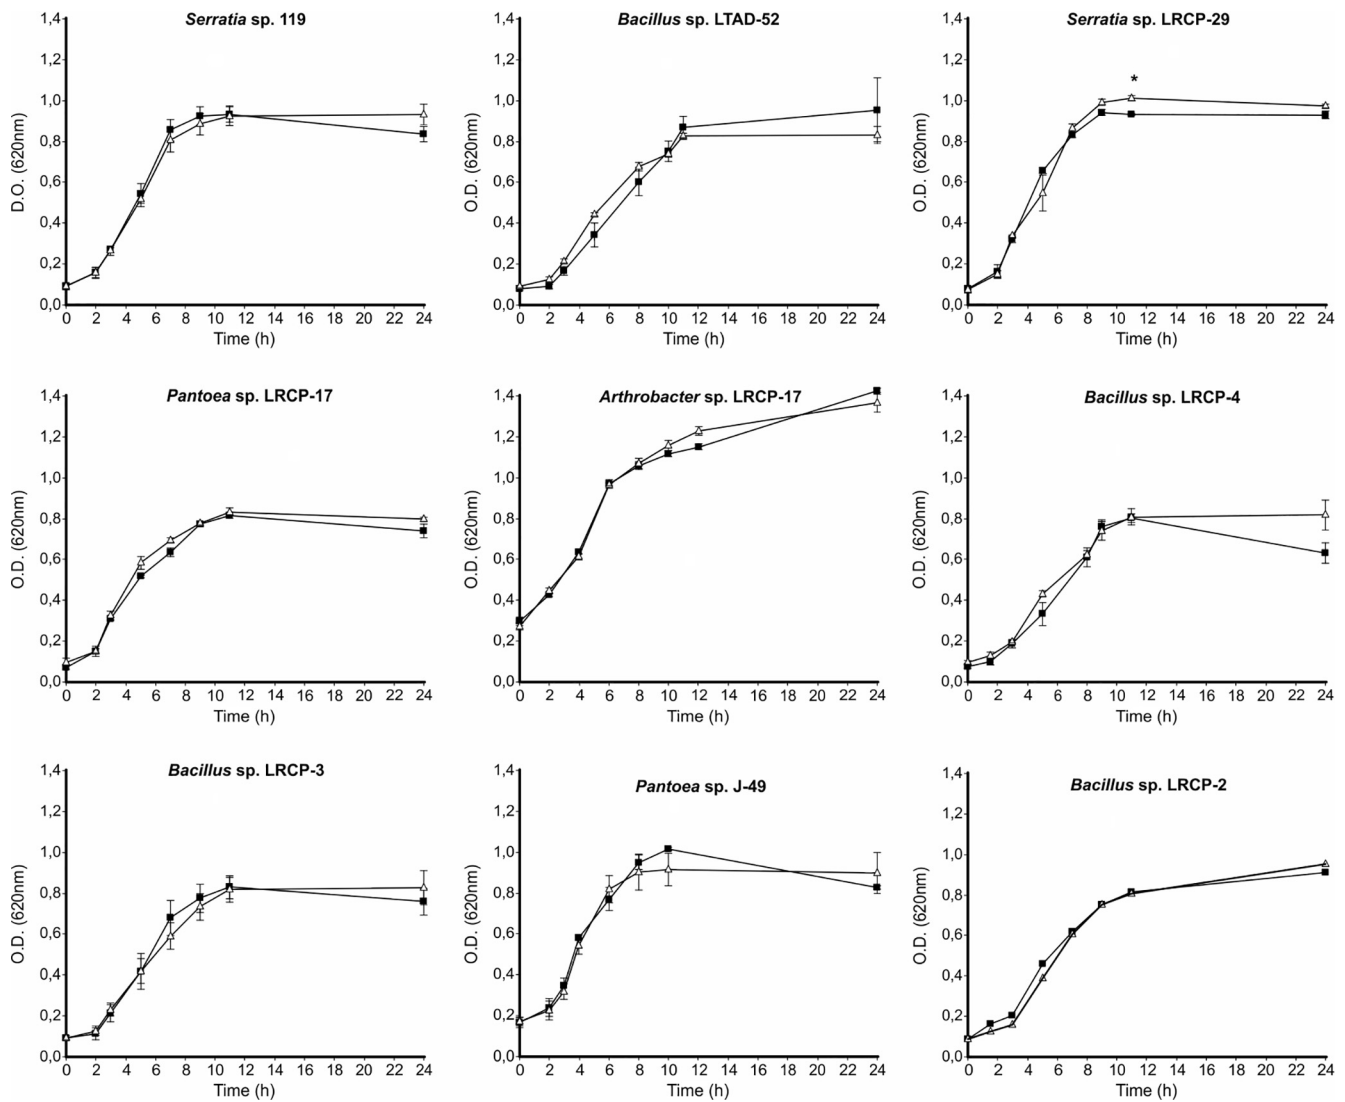 Serratia sp. 119
1,4
1,2
1,0
0,8
0,6
0,4
0,2
0,0
D.O. (620nm)
0 2 4 6 8 10 12 14 16 18 20 22 24
Time (h)
Bacillus sp. LTAD-52
1,4
1,2
1,0
0,8
0,6
0,4
0,2
0,0
O.D. (620nm)
0 2 4 6 8 10 12 14 16 18 20 22 24
Time (h)
Serratia sp. LRCP-29
1,4
1,2
1,0
0,8
0,6
0,4
0,2
0,0
O.D. (620nm)
*
0 2 4 6 8 10 12 14 16 18 20 22 24
Time (h)
Pantoea sp. LRCP-17
1,4
1,2
1,0
0,8
0,6
0,4
0,2
0,0
O.D. (620nm)
0 2 4 6 8 10 12 14 16 18 20 22 24
Time (h)
Arthrobacter sp. LRCP-17
1,4
1,2
1,0
0,8
0,6
0,4
0,2
0,0
O.D. (620nm)
0 2 4 6 8 10 12 14 16 18 20 22 24
Time (h)
Bacillus sp. LRCP-4
1,4
1,2
1,0
0,8
0,6
0,4
0,2
0,0
O.D. (620nm)
0 2 4 6 8 10 12 14 16 18 20 22 24
Time (h)
Bacillus sp. LRCP-3
1,4
1,2
1,0
0,8
0,6
0,4
0,2
0,0
O.D. (620nm)
0 2 4 6 8 10 12 14 16 18 20 22 24
Time (h)
Pantoea sp. J-49
1,4
1,2
1,0
0,8
0,6
0,4
0,2
0,0
O.D. (620nm)
0 2 4 6 8 10 12 14 16 18 20 22 24
Time (h)
Bacillus sp. LRCP-2
1,4
1,2
1,0
0,8
0,6
0,4
0,2
0,0
O.D. (620nm)
0 2 4 6 8 10 12 14 16 18 20 22 24
Time (h)